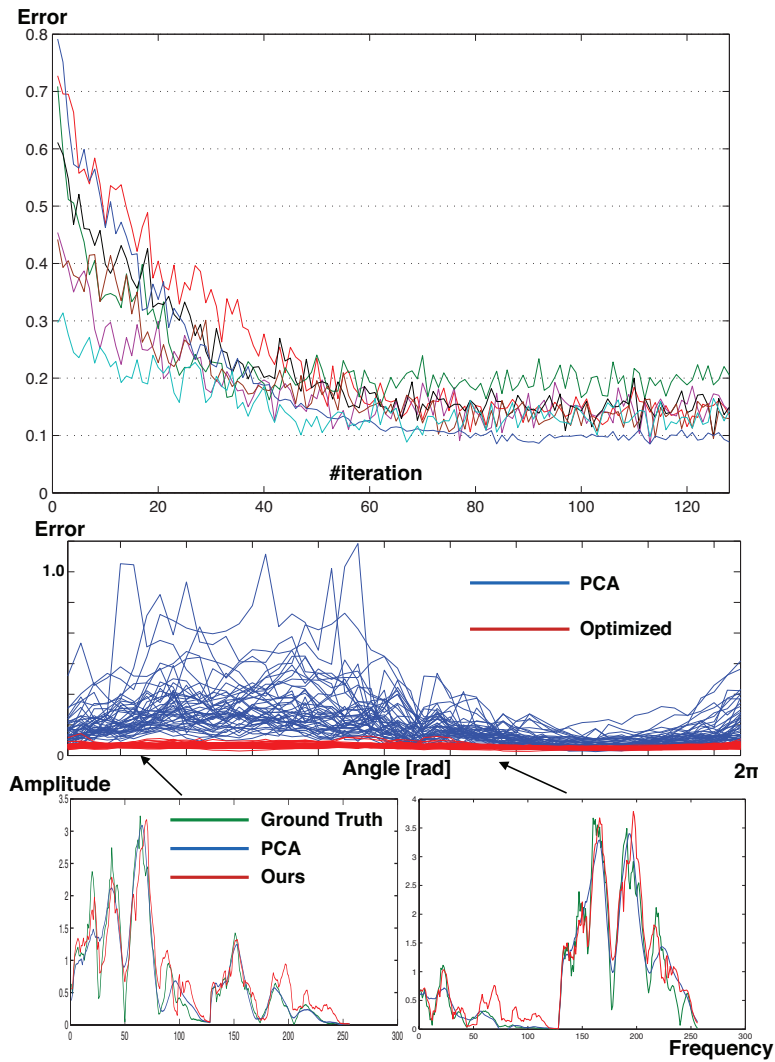 Error
0.8
0.7
0.6
0.5
0.4
0.3
0.2
0.1
0
#iteration
0 20 40 60 80 100 120
Error
1.0
PCA
Optimized
0
Angle [rad]
2π
Amplitude
3.5
3
2.5
2
1.5
1
0.5
0
Ground Truth
PCA
Ours
0 50 100 150 200 250 300
4
3.5
3
2.5
2
1.5
1
0.5
0
0 50 100 150 200 250 300
Frequency